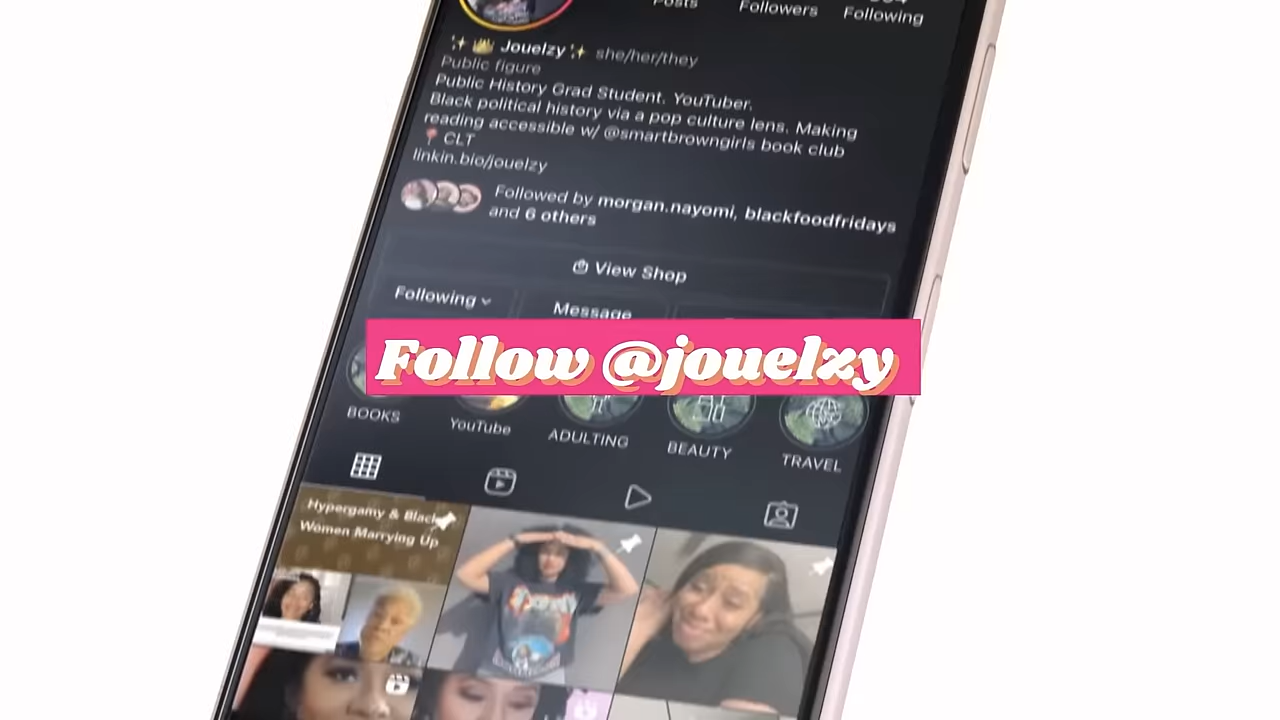 Posts Followers Following
✨👑 Jouelzy ✨ she/her/they
Public figure
Public History Grad Student. YouTuber.
Black political history via a pop culture lens. Making
reading accessible w/ @smartbrowngirls book club
📍 CLT
linkin.bio/jouelzy
Followed by morgan.nayomi, blackfoodfridays
and 6 others
View Shop
Following Message
Follow @jouelzy
BOOKS YouTube ADULTING BEAUTY TRAVEL
Hypergamy & Black
Women Marrying Up